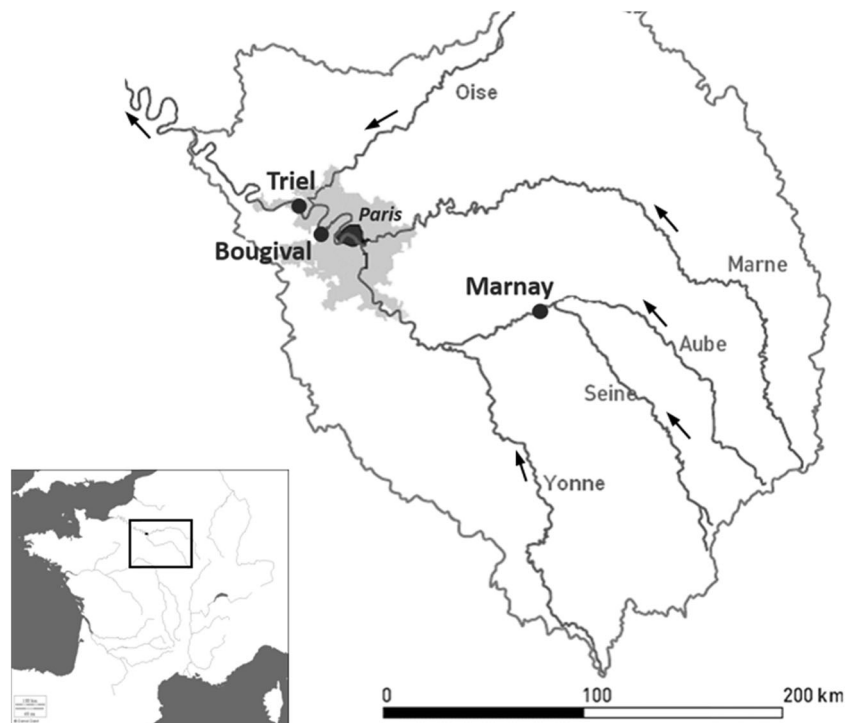 Oise
Triel
Paris
Bougival
Marne
Marnay
Aube
Seine
Yonne
0 100 200 km